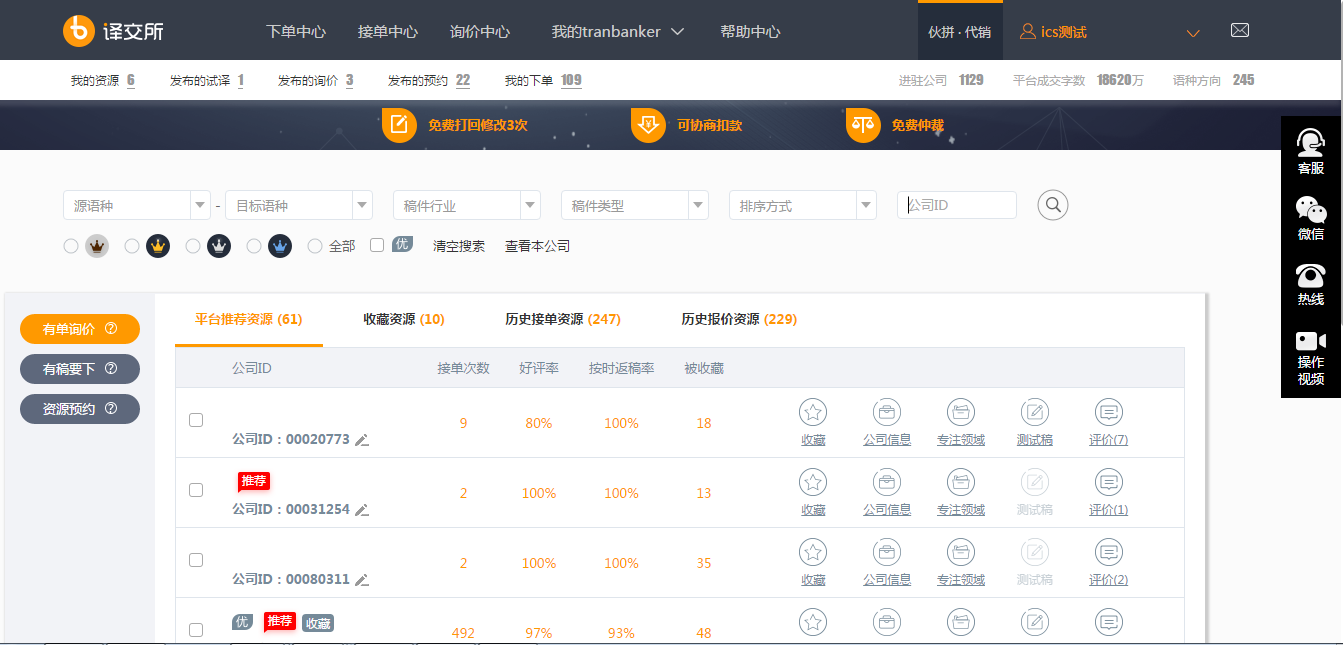 译交所 下单中心 接单中心 询价中心 我的tranbanker 帮助中心 伙拼 · 代销 ics测试
我的资源 6 发布的试译 1 发布的询价 3 发布的预约 22 我的下单 109 进驻公司 1129 平台成交字数 18620万 语种方向 245
免费打回修改3次 可协商扣款 免费仲裁
源语种 - 目标语种 稿件行业 稿件类型 排序方式 公司ID
全部 优 清空搜索 查看本公司
客服
微信
热线
操作
视频
有单询价
有稿要下
资源预约
平台推荐资源 (61) 收藏资源 (10) 历史接单资源 (247) 历史报价资源 (229)
公司ID 接单次数 好评率 按时返稿率 被收藏
公司ID：00020773 9 80% 100% 18 收藏 公司信息 专注领域 测试稿 评价(7)
推荐
公司ID：00031254 2 100% 100% 13 收藏 公司信息 专注领域 测试稿 评价(1)
公司ID：00080311 2 100% 100% 35 收藏 公司信息 专注领域 测试稿 评价(2)
优 推荐 收藏
492 97% 93% 48